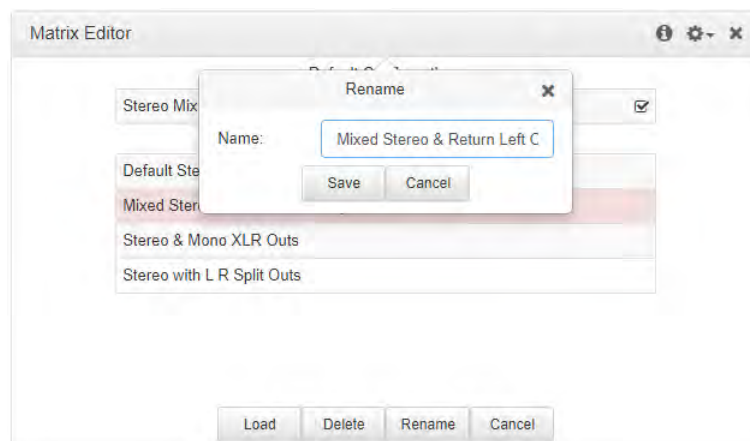 Matrix Editor
Rename
Stereo Mix
Name: Mixed Stereo & Return Left C
Save Cancel
Default Ste
Mixed Ster
Stereo & Mono XLR Outs
Stereo with L R Split Outs
Load Delete Rename Cancel